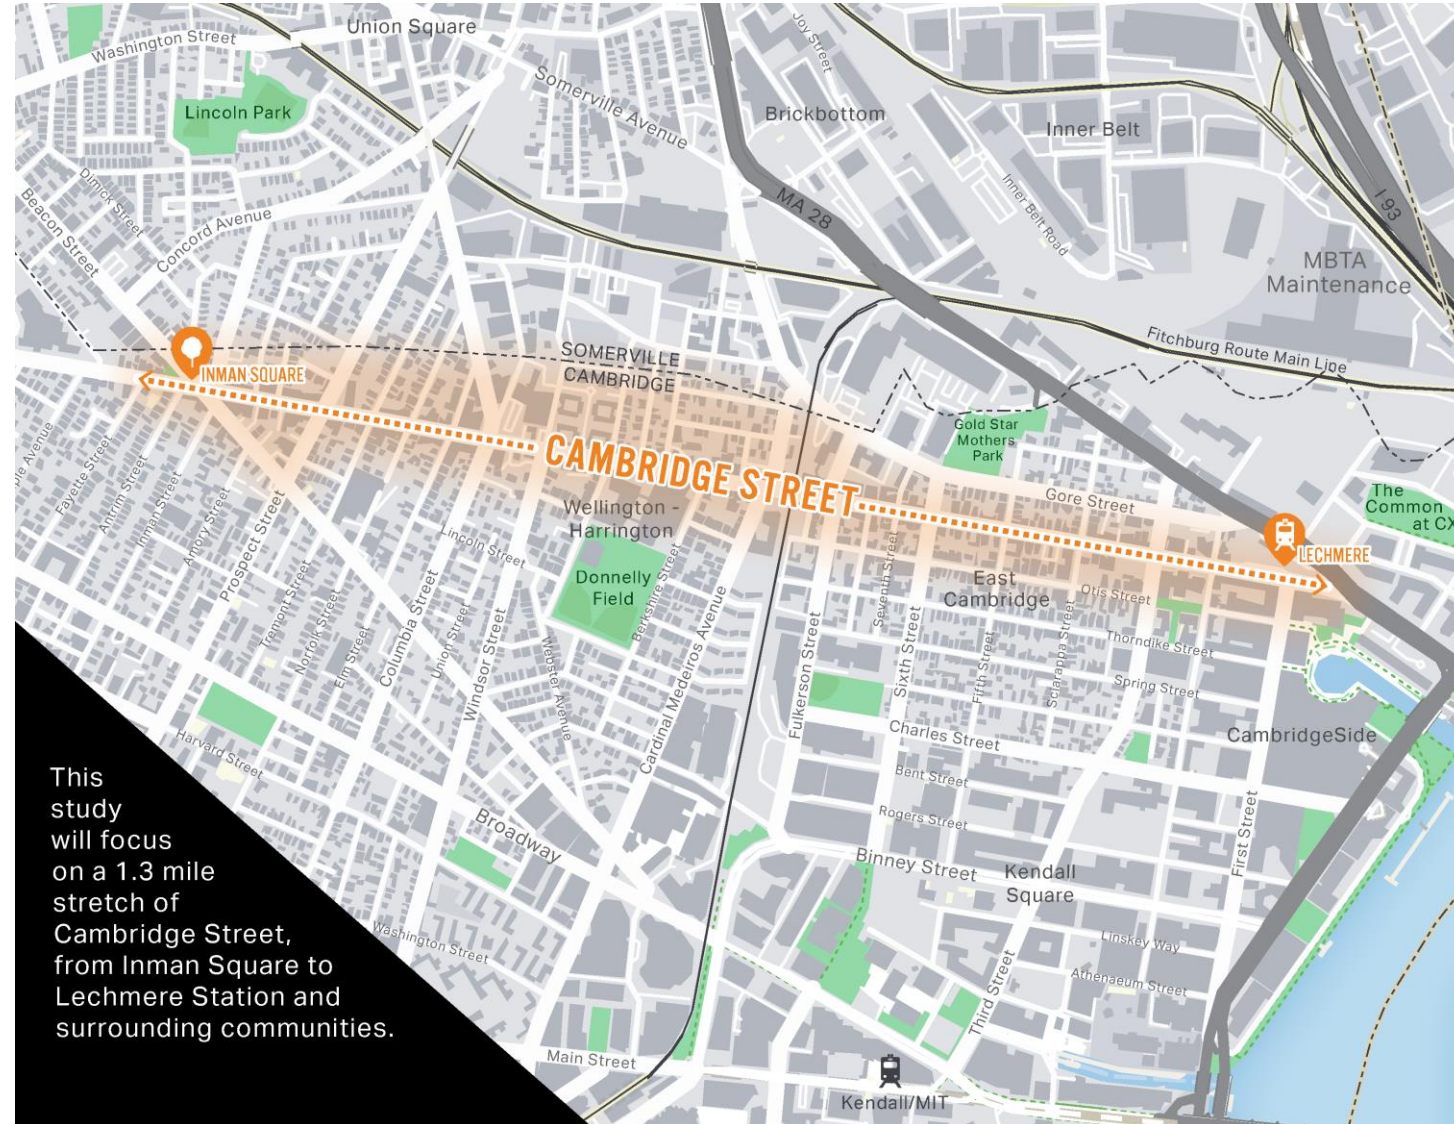 Union Square
Washington Street
Somerville Avenue
Joy Street
Lincoln Park
Brickbottom
Inner Belt
Dimick Street
Beacon Street
Concord Avenue
MA 28
Inner Belt Road
I 93
MBTA
Maintenance
Fitchburg Route Main Line
SOMERVILLE
CAMBRIDGE
INMAN SQUARE
CAMBRIDGE STREET
Gold Star
Mothers
Park
Gore Street
The
Common
at CX
LECHMERE
Fayette Street
Antrim Street
Inman Street
Amory Street
Prospect Street
Tremont Street
Norfolk Street
Elm Street
Columbia Street
Union Street
Windsor Street
Lincoln Street
Webster Avenue
Wellington -
Harrington
Donnelly
Field
Berkshire Street
Cardinal Medeiros Avenue
Fulkerson Street
Seventh Street
Sixth Street
East
Cambridge
Fifth Street
Sciarappa Street
Otis Street
Thorndike Street
Spring Street
Charles Street
CambridgeSide
Bent Street
Rogers Street
Binney Street
Kendall
Square
First Street
Third Street
Linskey Way
Athenaeum Street
Harvard Street
Broadway
Washington Street
Main Street
Kendall/MIT
This
study
will focus
on a 1.3 mile
stretch of
Cambridge Street,
from Inman Square to
Lechmere Station and
surrounding communities.